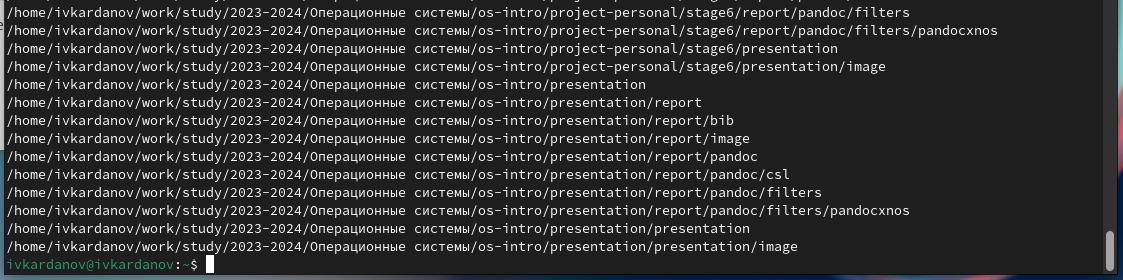 /home/ivkardanov/work/study/2023-2024/Операционные системы/os-intro/project-personal/stage6/report/pandoc/filters
/home/ivkardanov/work/study/2023-2024/Операционные системы/os-intro/project-personal/stage6/report/pandoc/filters/pandocxnos
/home/ivkardanov/work/study/2023-2024/Операционные системы/os-intro/project-personal/stage6/presentation
/home/ivkardanov/work/study/2023-2024/Операционные системы/os-intro/project-personal/stage6/presentation/image
/home/ivkardanov/work/study/2023-2024/Операционные системы/os-intro/presentation
/home/ivkardanov/work/study/2023-2024/Операционные системы/os-intro/presentation/report
/home/ivkardanov/work/study/2023-2024/Операционные системы/os-intro/presentation/report/bib
/home/ivkardanov/work/study/2023-2024/Операционные системы/os-intro/presentation/report/image
/home/ivkardanov/work/study/2023-2024/Операционные системы/os-intro/presentation/report/pandoc
/home/ivkardanov/work/study/2023-2024/Операционные системы/os-intro/presentation/report/pandoc/csl
/home/ivkardanov/work/study/2023-2024/Операционные системы/os-intro/presentation/report/pandoc/filters
/home/ivkardanov/work/study/2023-2024/Операционные системы/os-intro/presentation/report/pandoc/filters/pandocxnos
/home/ivkardanov/work/study/2023-2024/Операционные системы/os-intro/presentation/presentation
/home/ivkardanov/work/study/2023-2024/Операционные системы/os-intro/presentation/presentation/image
ivkardanov@ivkardanov:~$